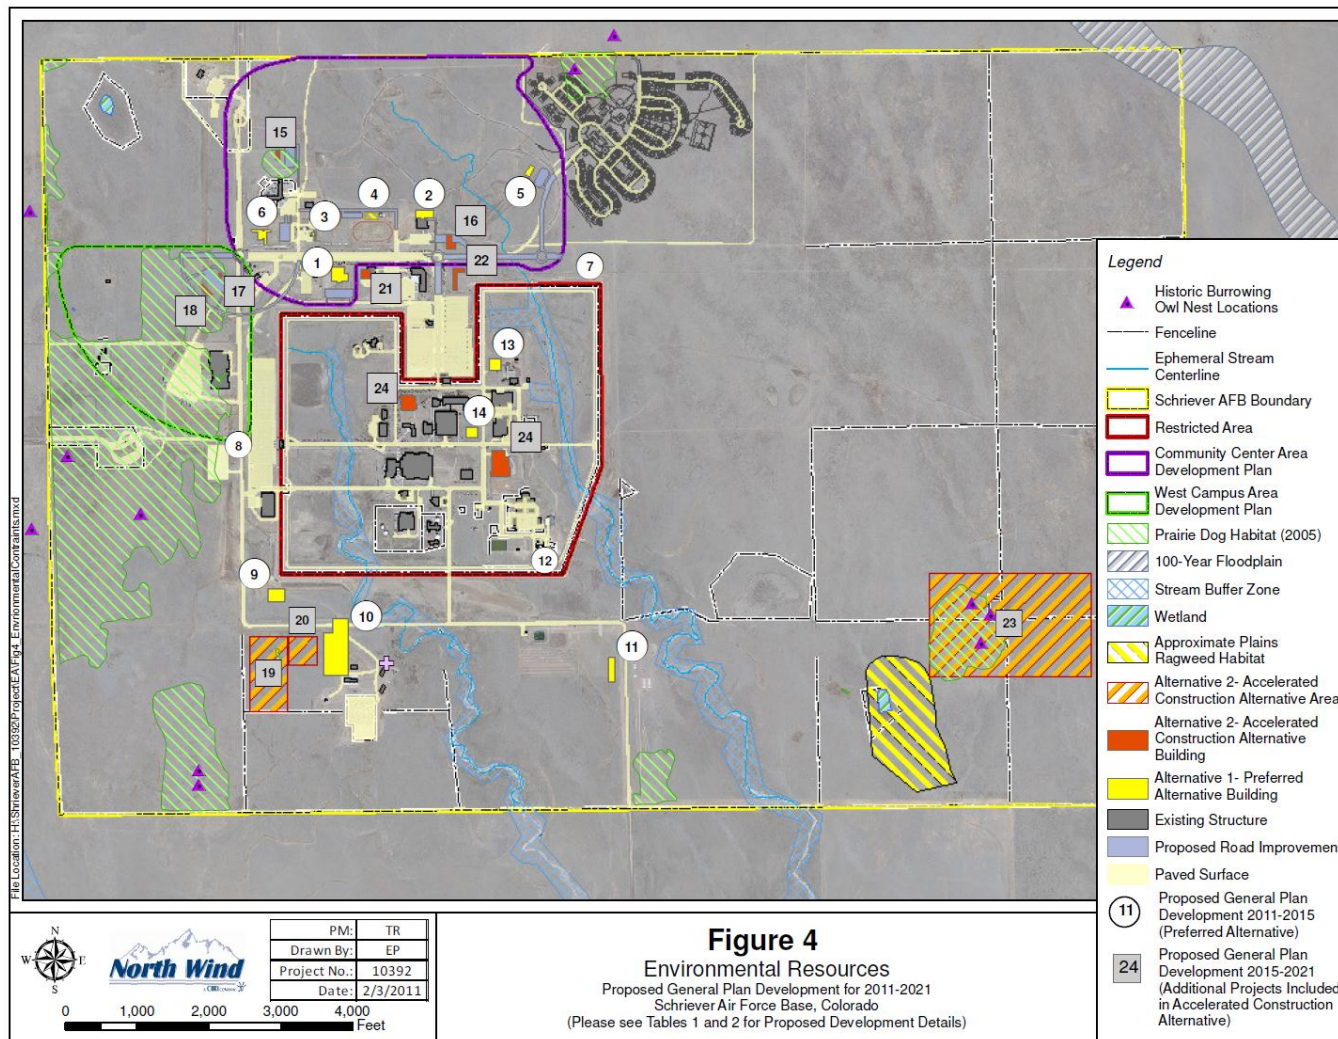 15
4
2
5
6
3
16
1
22
7
17
21
18
13
24
14
24
8
12
9
20
10
23
11
19
Legend
Historic Burrowing
Owl Nest Locations
Fenceline
Ephemeral Stream
Centerline
Schriever AFB Boundary
Restricted Area
Community Center Area
Development Plan
West Campus Area
Development Plan
Prairie Dog Habitat (2005)
100-Year Floodplain
Stream Buffer Zone
Wetland
Approximate Plains
Ragweed Habitat
Alternative 2- Accelerated
Construction Alternative Area
Alternative 2- Accelerated
Construction Alternative
Building
Alternative 1- Preferred
Alternative Building
Existing Structure
Proposed Road Improvemen
Paved Surface
11
Proposed General Plan
Development 2011-2015
(Preferred Alternative)
24
Proposed General Plan
Development 2015-2021
(Additional Projects Included
in Accelerated Construction
Alternative)
File Location: H:\SchrieverAFB_10392\Project\EA\Fig4_EnvrionmentalContraints.mxd
N
W E
S
North Wind
PM: TR
Drawn By: EP
Project No.: 10392
Date: 2/3/2011
0 1,000 2,000 3,000 4,000
Feet
Figure 4
Environmental Resources
Proposed General Plan Development for 2011-2021
Schriever Air Force Base, Colorado
(Please see Tables 1 and 2 for Proposed Development Details)